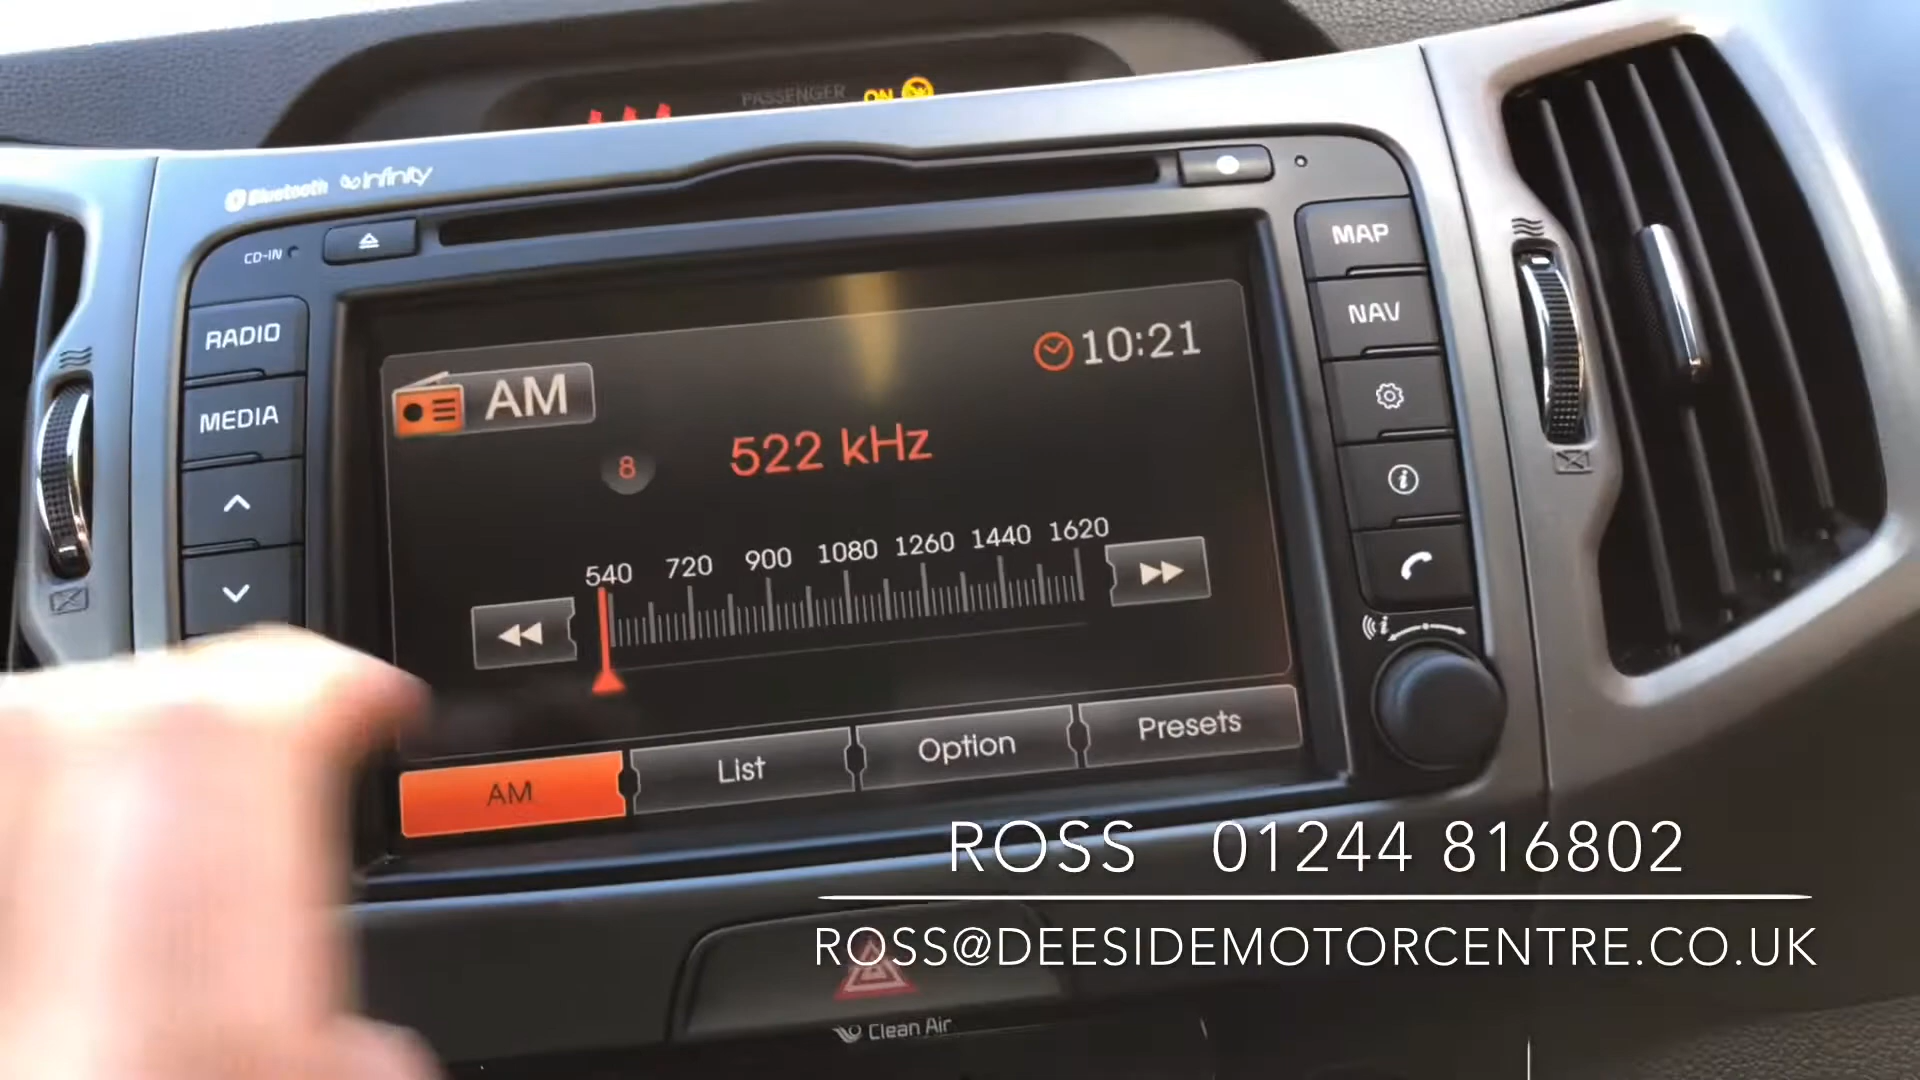 PASSENGER ON
Bluetooth Infinity
CD-IN
MAP
RADIO
NAV
10:21
AM
MEDIA
522 kHz
8
540 720 900 1080 1260 1440 1620
AM List Option Presets
ROSS 01244 816802
ROSS@DEESIDEMOTORCENTRE.CO.UK
Clean Air